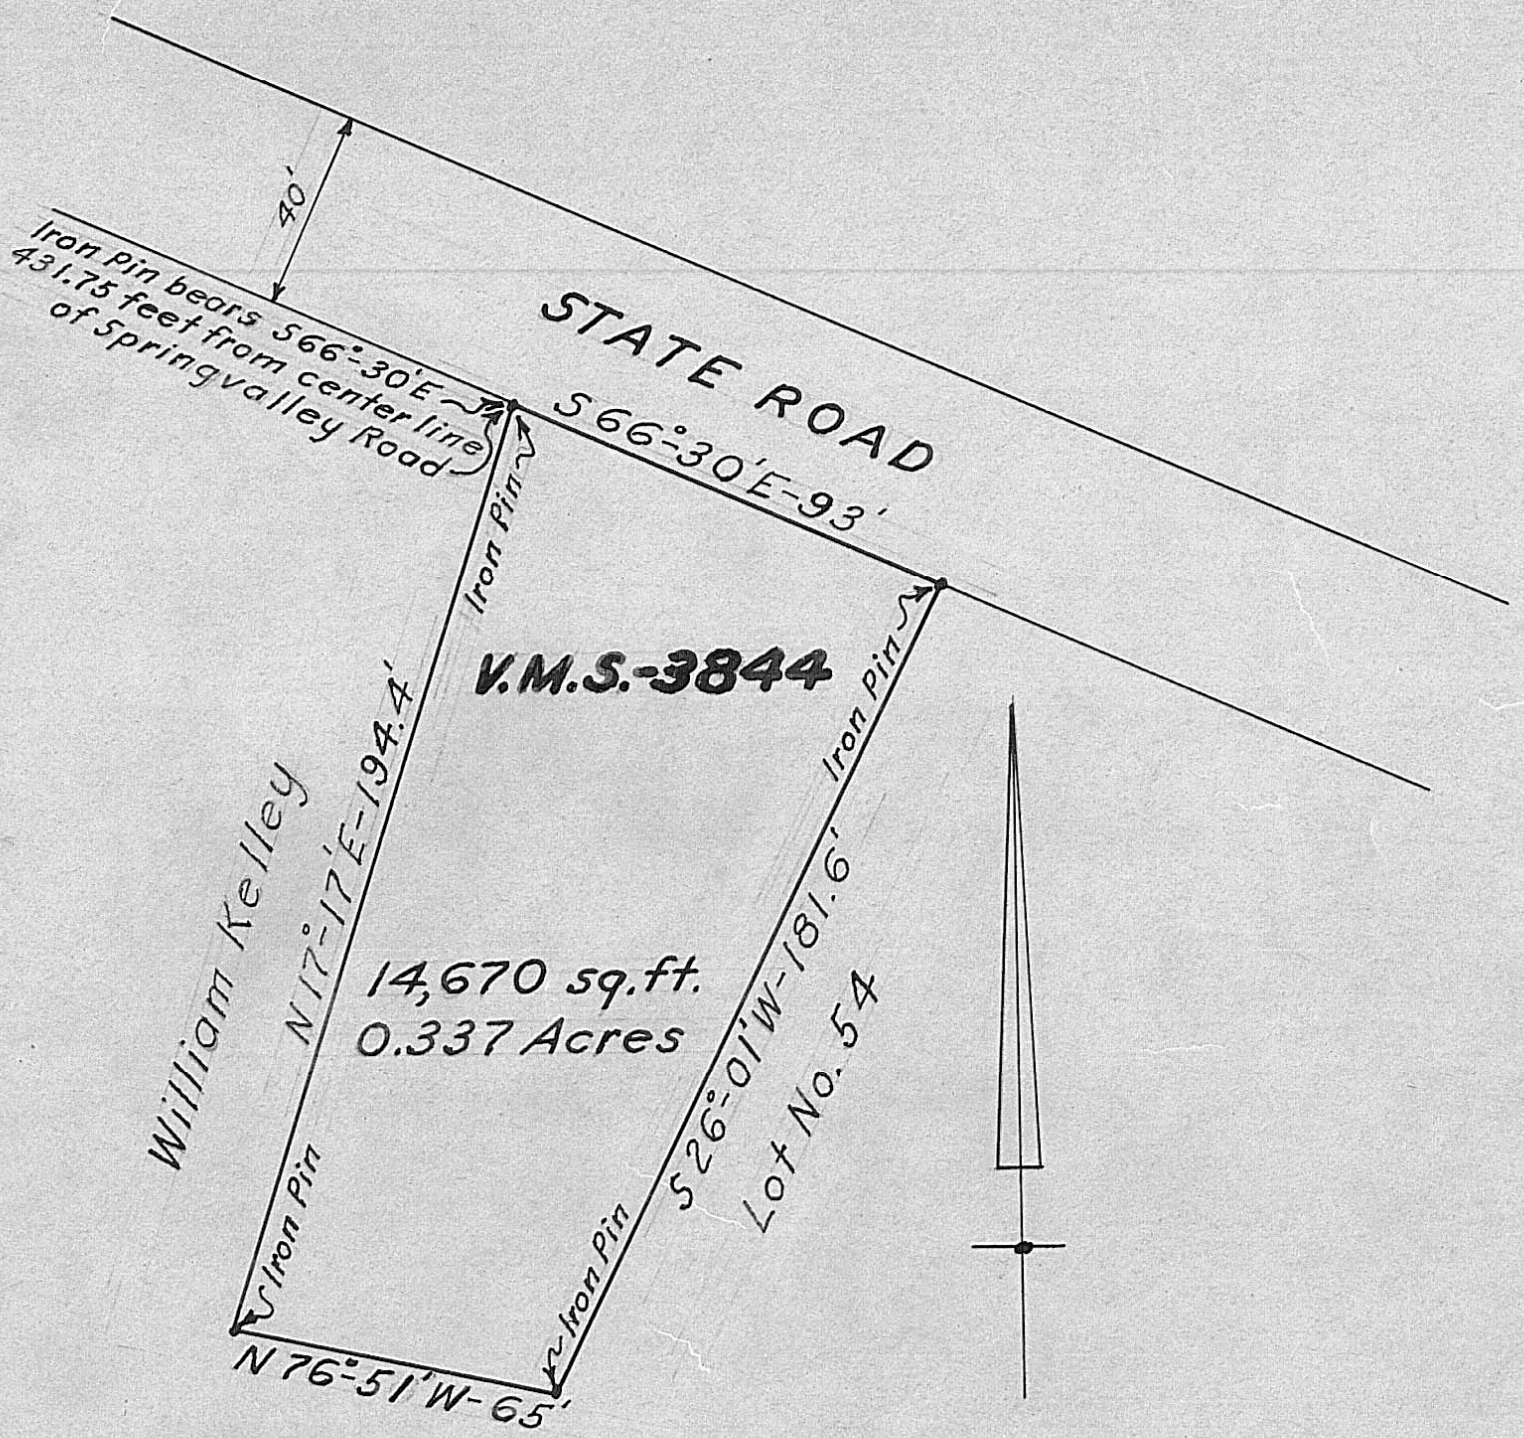 40'
Iron Pin bears S66°-30'E
431.75 feet from center line
of Springvalley Road
STATE ROAD
S66°-30'E-93'
Iron Pin
Iron Pin
V.M.S.-3844
N17°-17'E-194.4'
William Kelley
14,670 sq.ft.
0.337 Acres
S26°-01'W-181.6'
Lot No. 54
Iron Pin
Iron Pin
N76°-51'W-65'